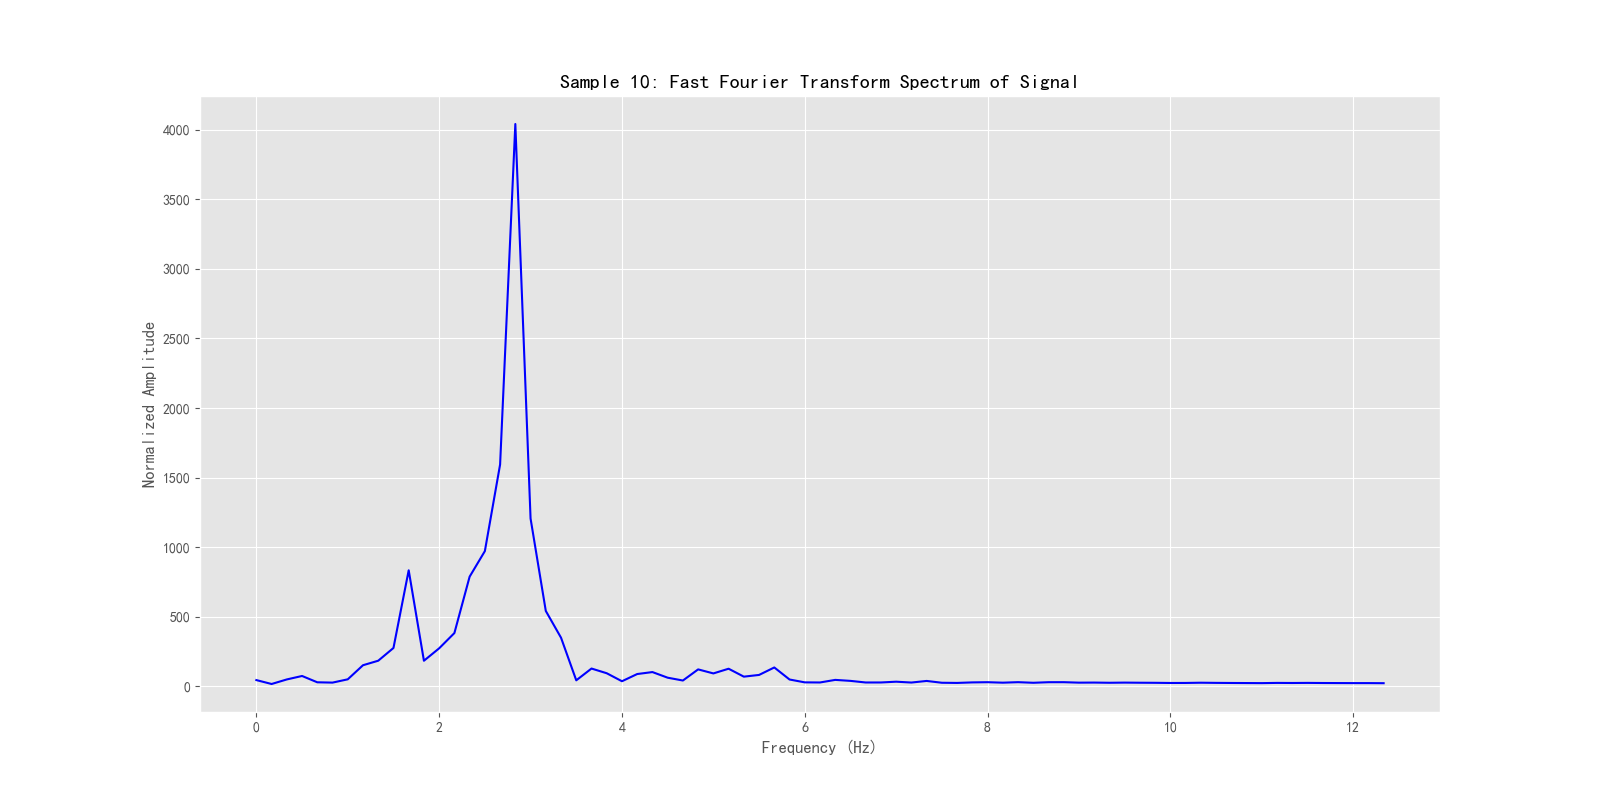 Sample 10: Fast Fourier Transform Spectrum of Signal
4000
3500
3000
2500
2000
1500
1000
500
0
Normalized Amplitude
0 2 4 6 8 10 12
Frequency (Hz)